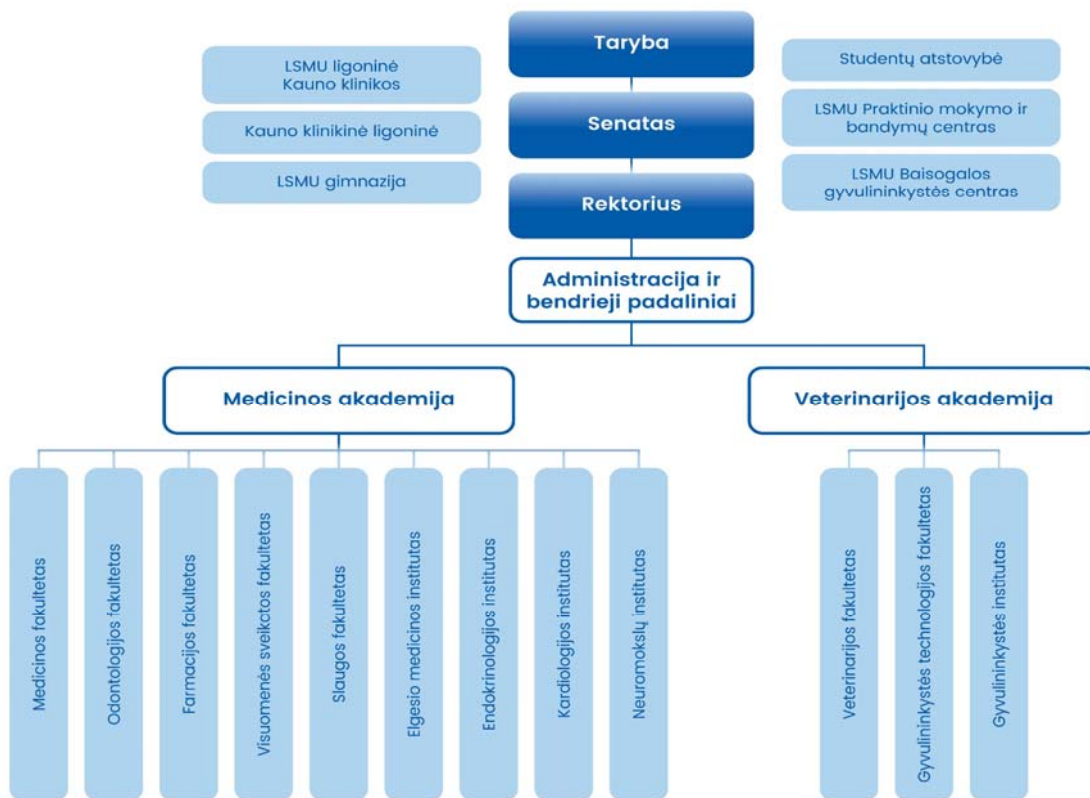 Taryba
LSMU ligoninė
Kauno klinikos
Studentų atstovybė
Senatas
Kauno klinikinė ligoninė
LSMU Praktinio mokymo ir
bandymų centras
LSMU gimnazija
Rektorius
LSMU Baisogalos
gyvulininkystės centras
Administracija ir
bendrieji padaliniai
Medicinos akademija
Veterinarijos akademija
Medicinos fakultetas
Odontologijos fakultetas
Farmacijos fakultetas
Visuomenės sveikctos fakultetas
Slaugos fakultetas
Elgesio medicinos institutas
Endokrinologijos institutas
Kardiologijos institutas
Neuromokslų institutas
Veterinarijos fakultetas
Gyvulininkystės technologijos fakultetas
Gyvulininkystės institutas